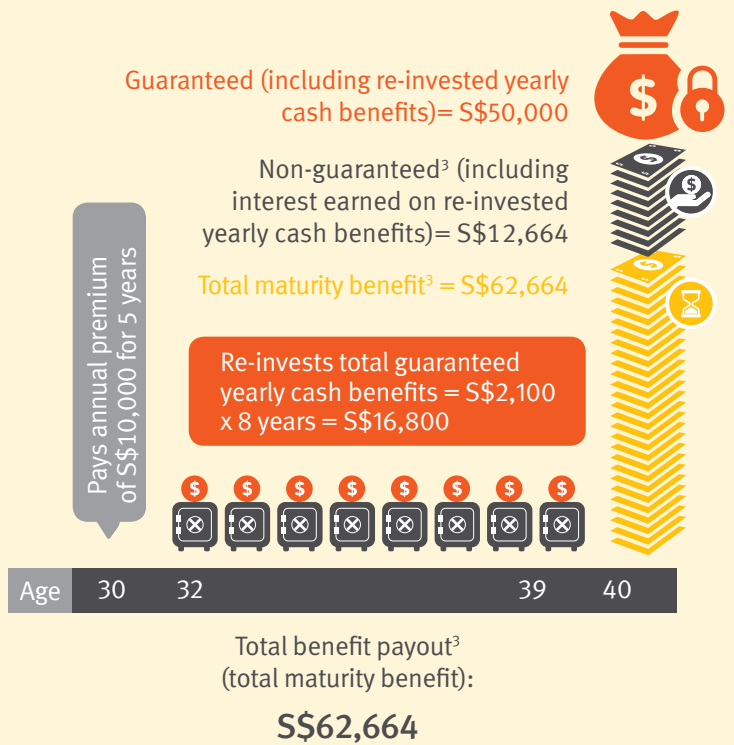 Guaranteed (including re-invested yearly
cash benefits)= S$50,000
Non-guaranteed³ (including
interest earned on re-invested
yearly cash benefits)= S$12,664
Total maturity benefit³ = S$62,664
Pays annual premium
of S$10,000 for 5 years
Re-invests total guaranteed
yearly cash benefits = S$2,100
x 8 years = S$16,800
$ $ $ $ $ $ $ $
$
$
$
$
Age 30 32 39 40
Total benefit payout³
(total maturity benefit):
S$62,664